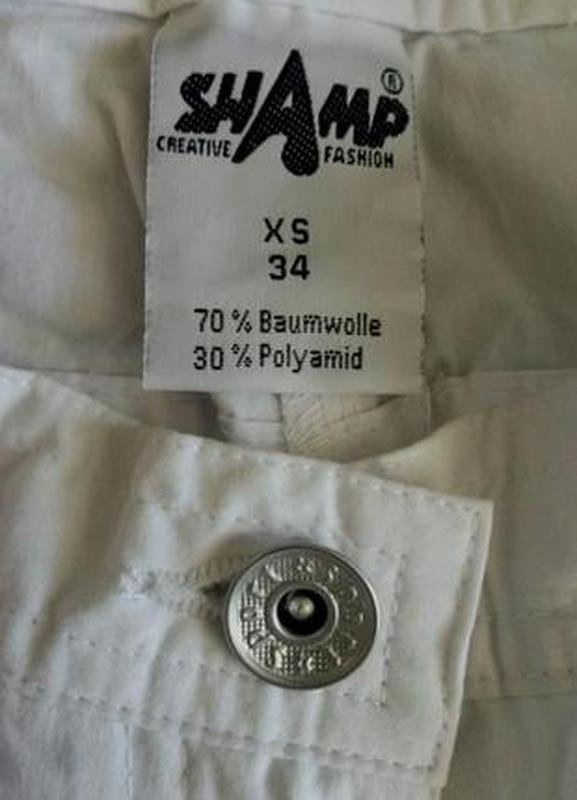 SHAMP®
CREATIVE FASHION
XS
34
70 % Baumwolle
30 % Polyamid